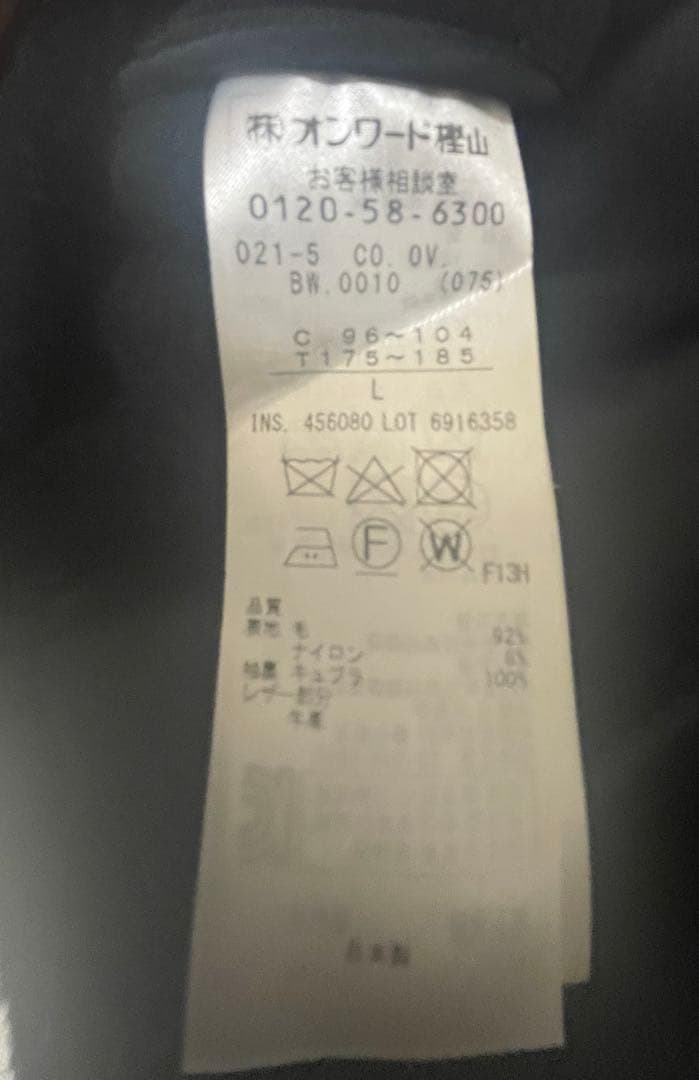 ㈱オンワード樫山
お客様相談室
0120-58-6300
021-5 CO. OV.
BW.0010 (075)
C 96～104
T175～185
L
INS. 456080 LOT 6916358
F
W
F13H
品質
表地 毛 92%
ナイロン 8%
袖裏 キュプラ 100%
レザー部分
牛革
日本製